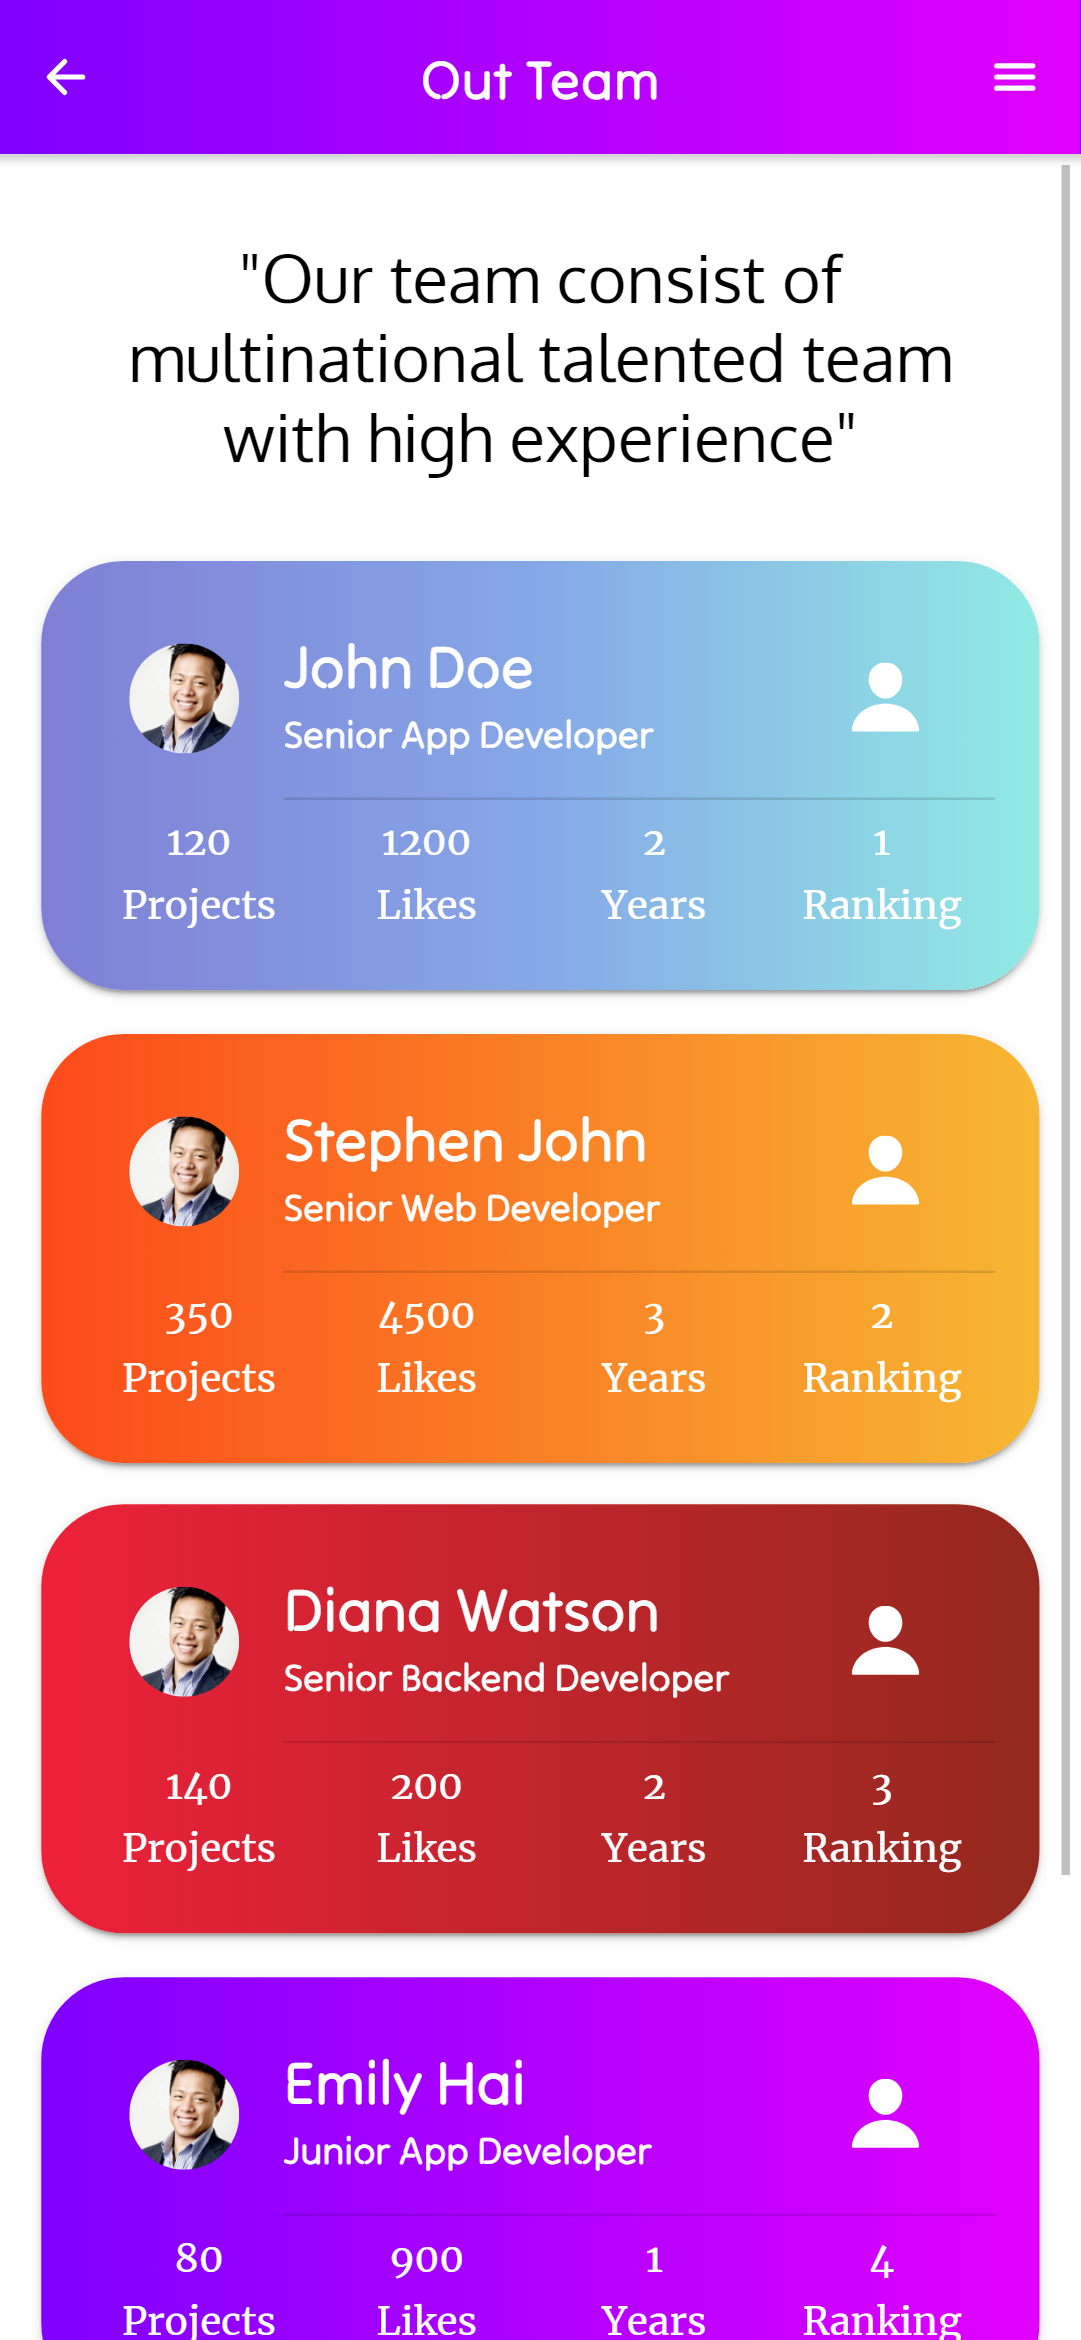 Out Team
"Our team consist of
multinational talented team
with high experience"
John Doe
Senior App Developer
120 1200 2 1
Projects Likes Years Ranking
Stephen John
Senior Web Developer
350 4500 3 2
Projects Likes Years Ranking
Diana Watson
Senior Backend Developer
140 200 2 3
Projects Likes Years Ranking
Emily Hai
Junior App Developer
80 900 1 4
Projects Likes Years Ranking